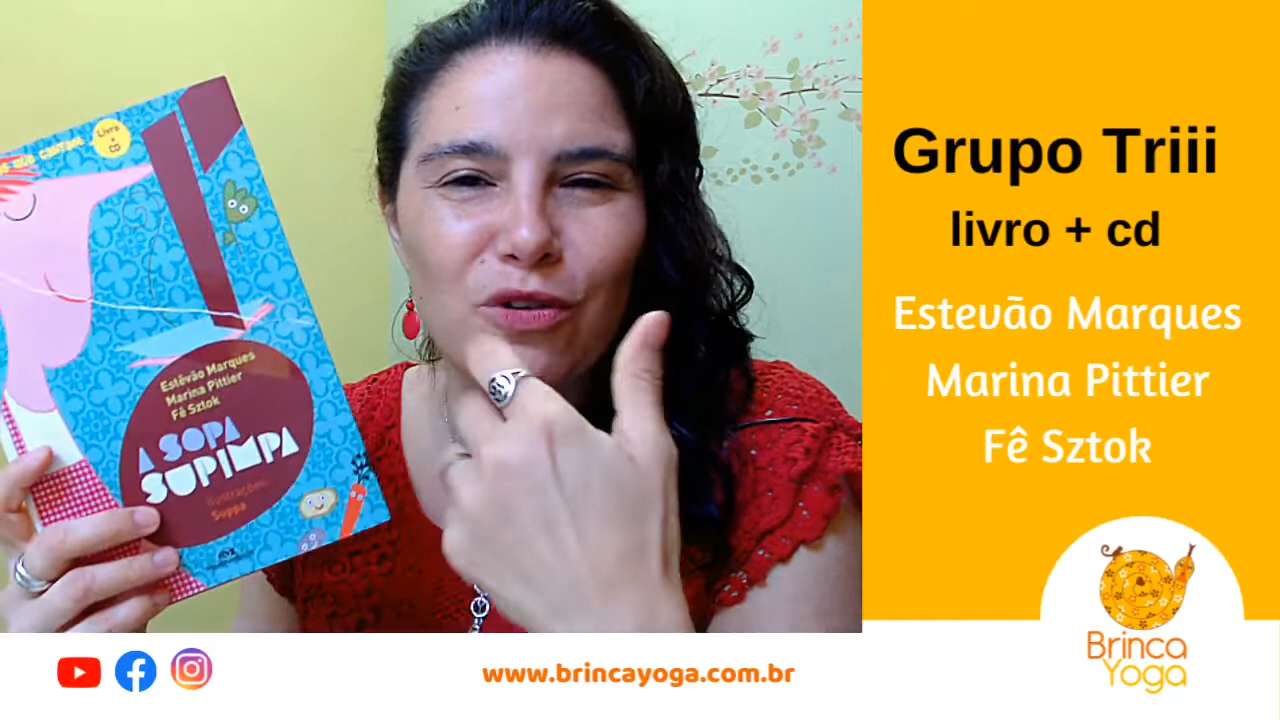 Livro
+ CD
Estêvão Marques
Marina Pittier
Fê Sztok
A SOPA
SUPIMPA
Ilustrações
Suppa
Grupo Triii
livro + cd
Estevão Marques
Marina Pittier
Fê Sztok
Brinca
Yoga
www.brincayoga.com.br